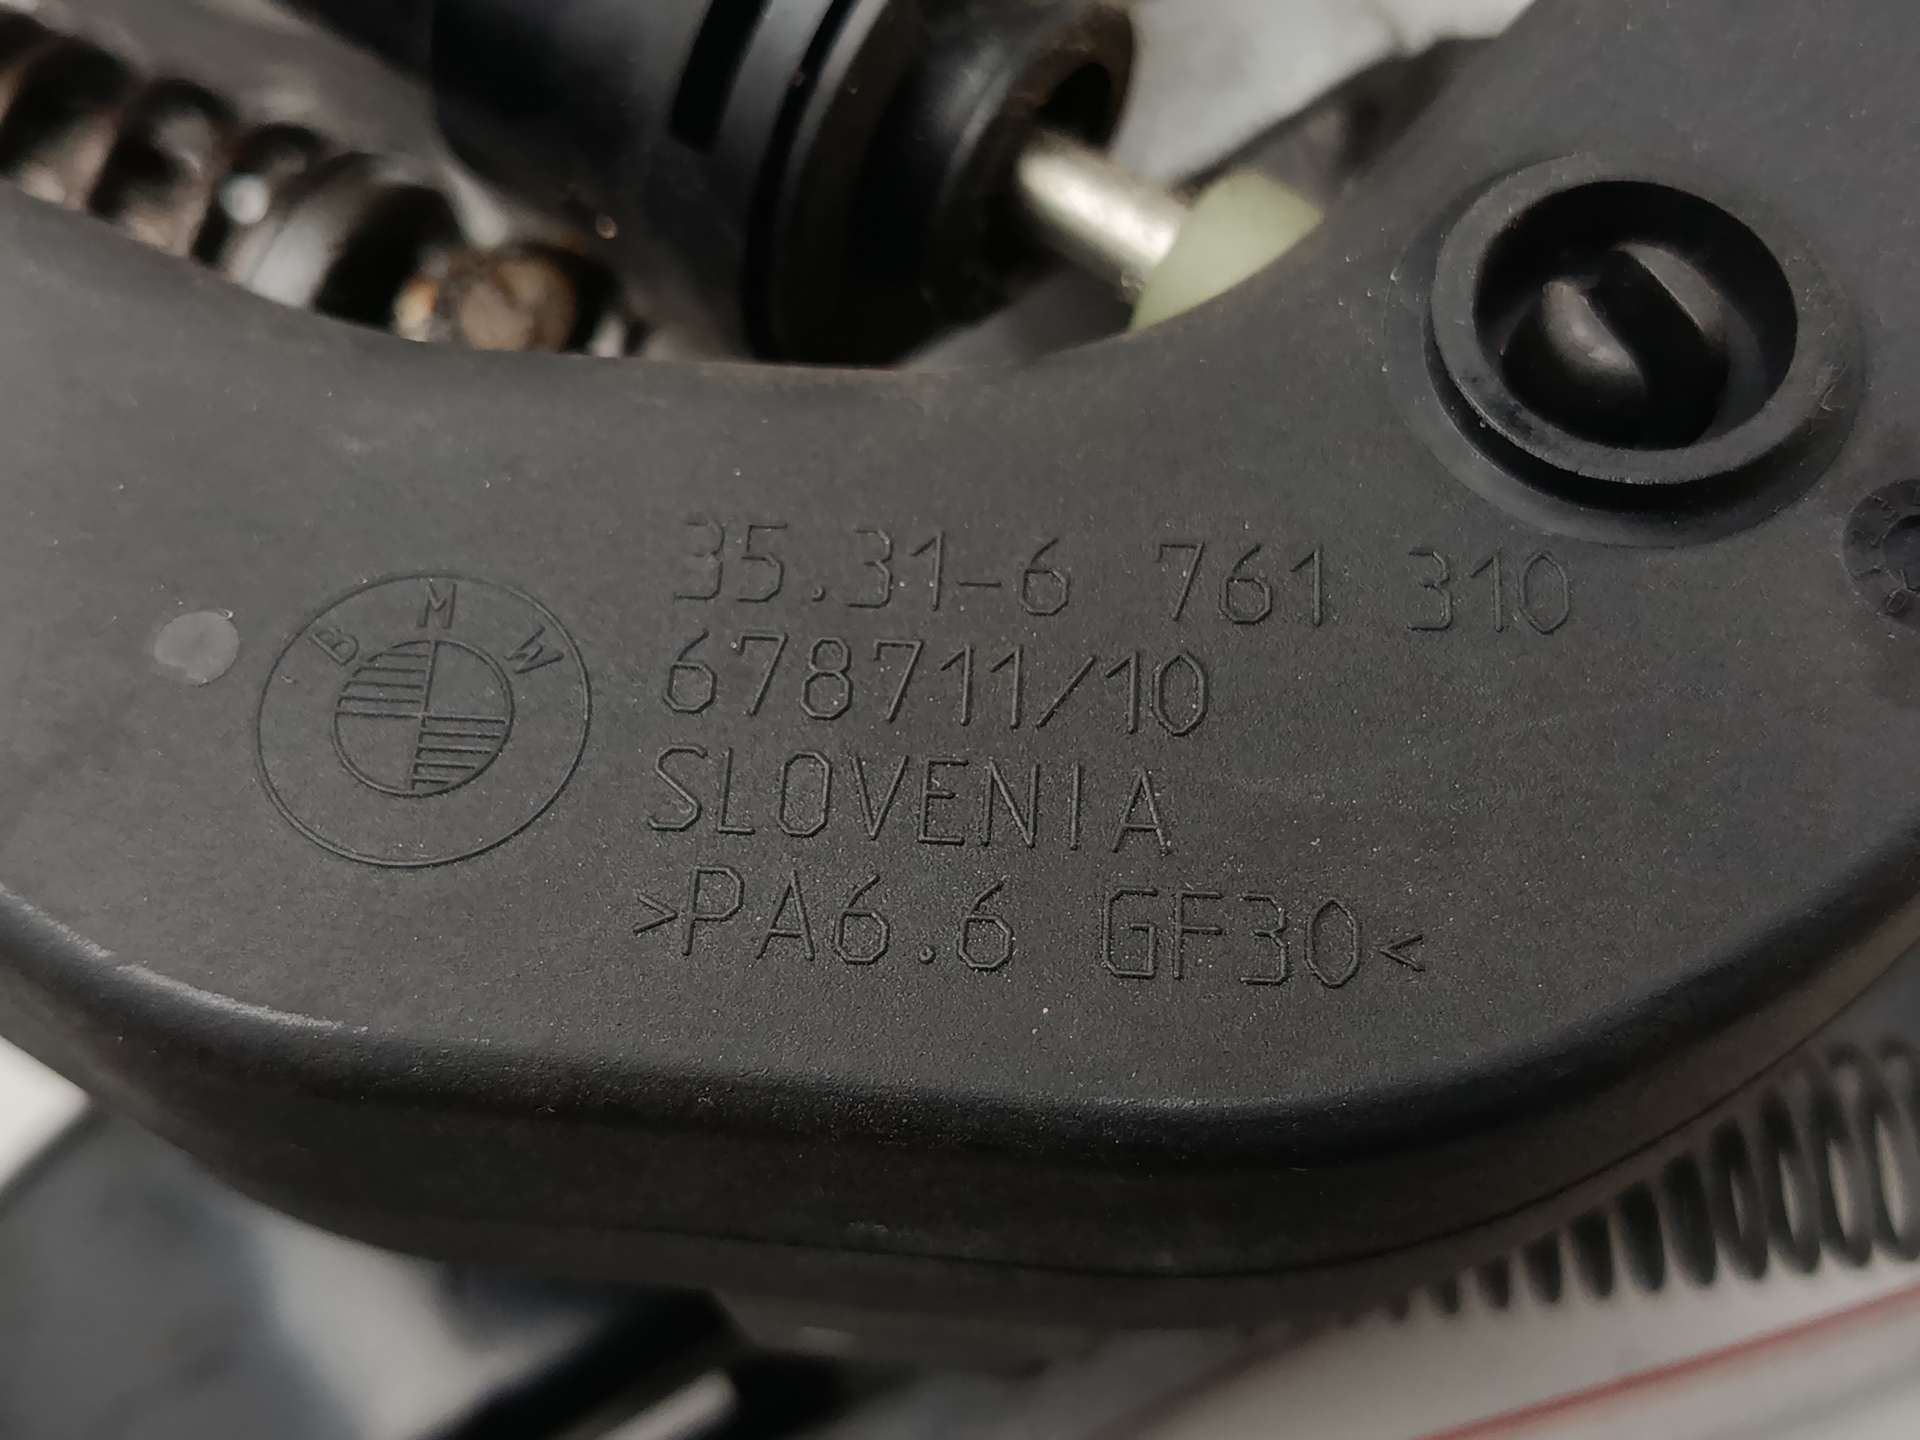 BMW
35.31-6 761 310
678711/10
SLOVENIA
>PA6.6 GF30<